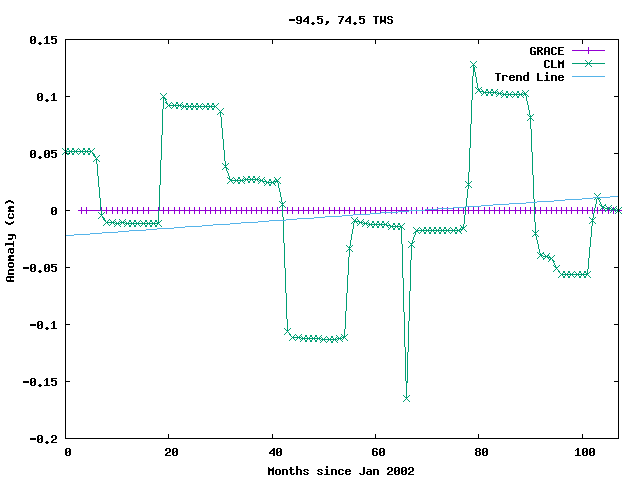 -94.5, 74.5 TWS
GRACE
CLM
Trend Line
0.15
0.1
0.05
0
-0.05
-0.1
-0.15
-0.2
Anomaly (cm)
0 20 40 60 80 100
Months since Jan 2002